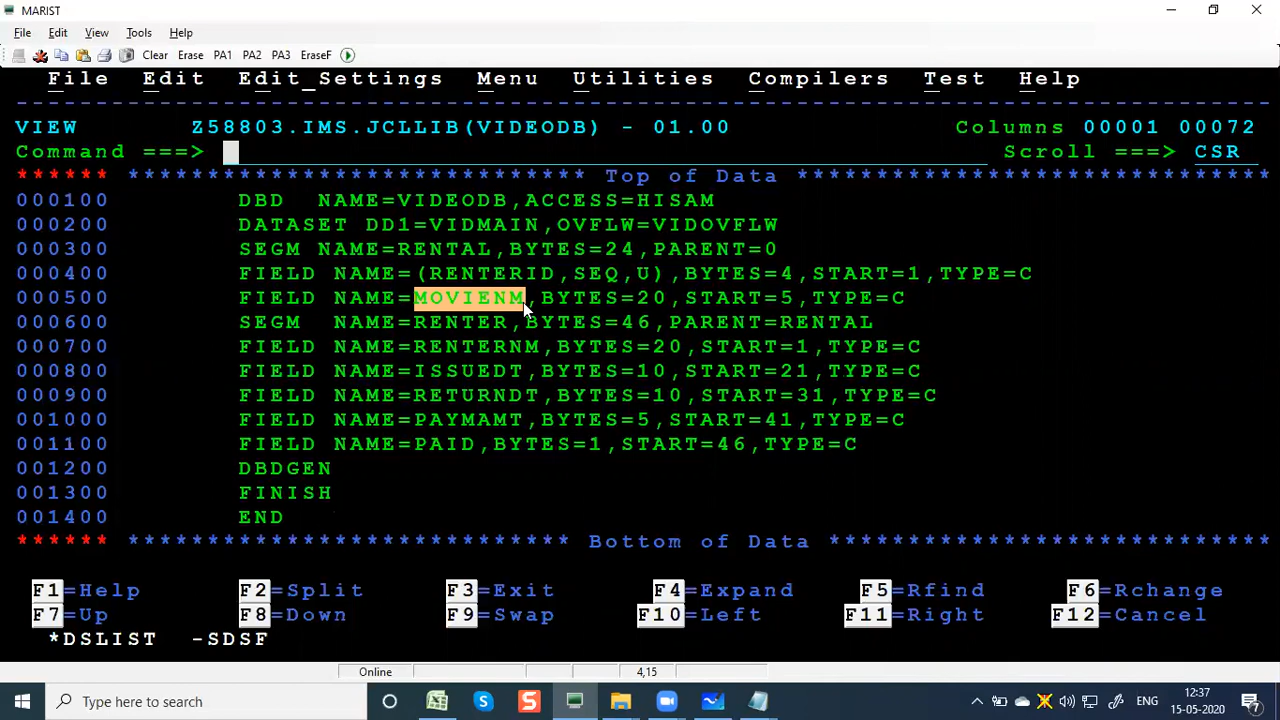 MARIST
File Edit View Tools Help
Clear Erase PA1 PA2 PA3 EraseF
File Edit Edit_Settings Menu Utilities Compilers Test Help
--------------------------------------------------------------------------------
VIEW Z58803.IMS.JCLLIB(VIDEODB) - 01.00 Columns 00001 00072
Command ===> Scroll ===> CSR
****** ***************************** Top of Data ******************************
000100 DBD NAME=VIDEODB,ACCESS=HISAM
000200 DATASET DD1=VIDMAIN,OVFLW=VIDOVFLW
000300 SEGM NAME=RENTAL,BYTES=24,PARENT=0
000400 FIELD NAME=(RENTERID,SEQ,U),BYTES=4,START=1,TYPE=C
000500 FIELD NAME=MOVIENM,BYTES=20,START=5,TYPE=C
000600 SEGM NAME=RENTER,BYTES=46,PARENT=RENTAL
000700 FIELD NAME=RENTERNM,BYTES=20,START=1,TYPE=C
000800 FIELD NAME=ISSUEDT,BYTES=10,START=21,TYPE=C
000900 FIELD NAME=RETURNDT,BYTES=10,START=31,TYPE=C
001000 FIELD NAME=PAYMAMT,BYTES=5,START=41,TYPE=C
001100 FIELD NAME=PAID,BYTES=1,START=46,TYPE=C
001200 DBDGEN
001300 FINISH
001400 END
****** **************************** Bottom of Data ****************************
F1=Help F2=Split F3=Exit F4=Expand F5=Rfind F6=Rchange
F7=Up F8=Down F9=Swap F10=Left F11=Right F12=Cancel
*DSLIST -SDSF
Online 4,15
Type here to search ENG 12:37
15-05-2020 7